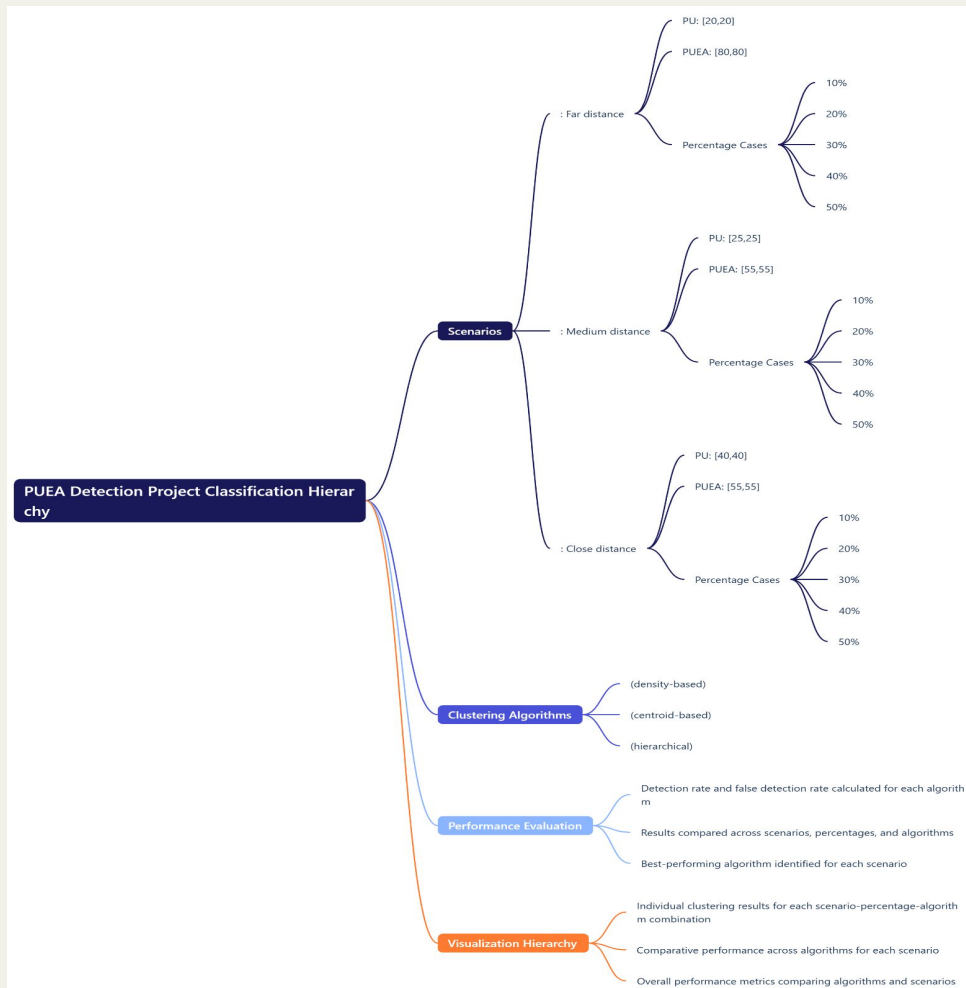 PUEA Detection Project Classification Hierar
chy
Scenarios
: Far distance
PU: [20,20]
PUEA: [80,80]
Percentage Cases
10%
20%
30%
40%
50%
: Medium distance
PU: [25,25]
PUEA: [55,55]
Percentage Cases
10%
20%
30%
40%
50%
: Close distance
PU: [40,40]
PUEA: [55,55]
Percentage Cases
10%
20%
30%
40%
50%
Clustering Algorithms
(density-based)
(centroid-based)
(hierarchical)
Performance Evaluation
Detection rate and false detection rate calculated for each algorith
m
Results compared across scenarios, percentages, and algorithms
Best-performing algorithm identified for each scenario
Visualization Hierarchy
Individual clustering results for each scenario-percentage-algorith
m combination
Comparative performance across algorithms for each scenario
Overall performance metrics comparing algorithms and scenarios